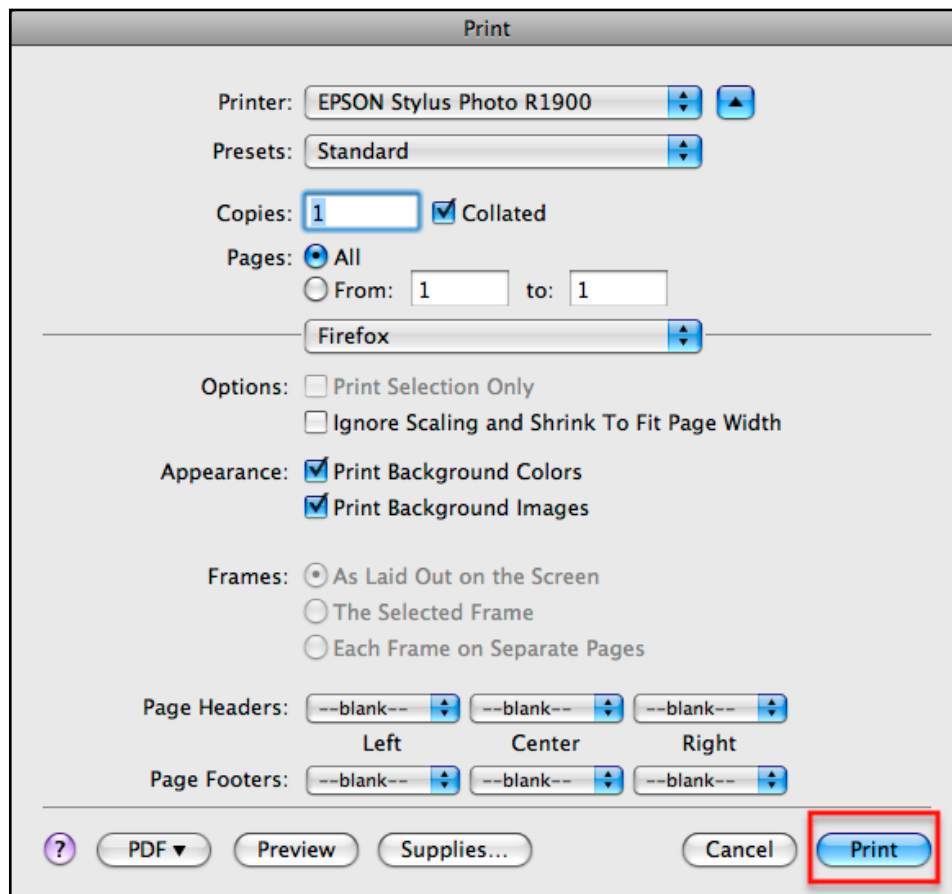 Print
Printer: EPSON Stylus Photo R1900
Presets: Standard
Copies: 1 Collated
Pages: All
From: 1 to: 1
Firefox
Options: Print Selection Only
Ignore Scaling and Shrink To Fit Page Width
Appearance: Print Background Colors
Print Background Images
Frames: As Laid Out on the Screen
The Selected Frame
Each Frame on Separate Pages
Page Headers: --blank-- --blank-- --blank--
Left Center Right
Page Footers: --blank-- --blank-- --blank--
? PDF ▼ Preview Supplies... Cancel Print